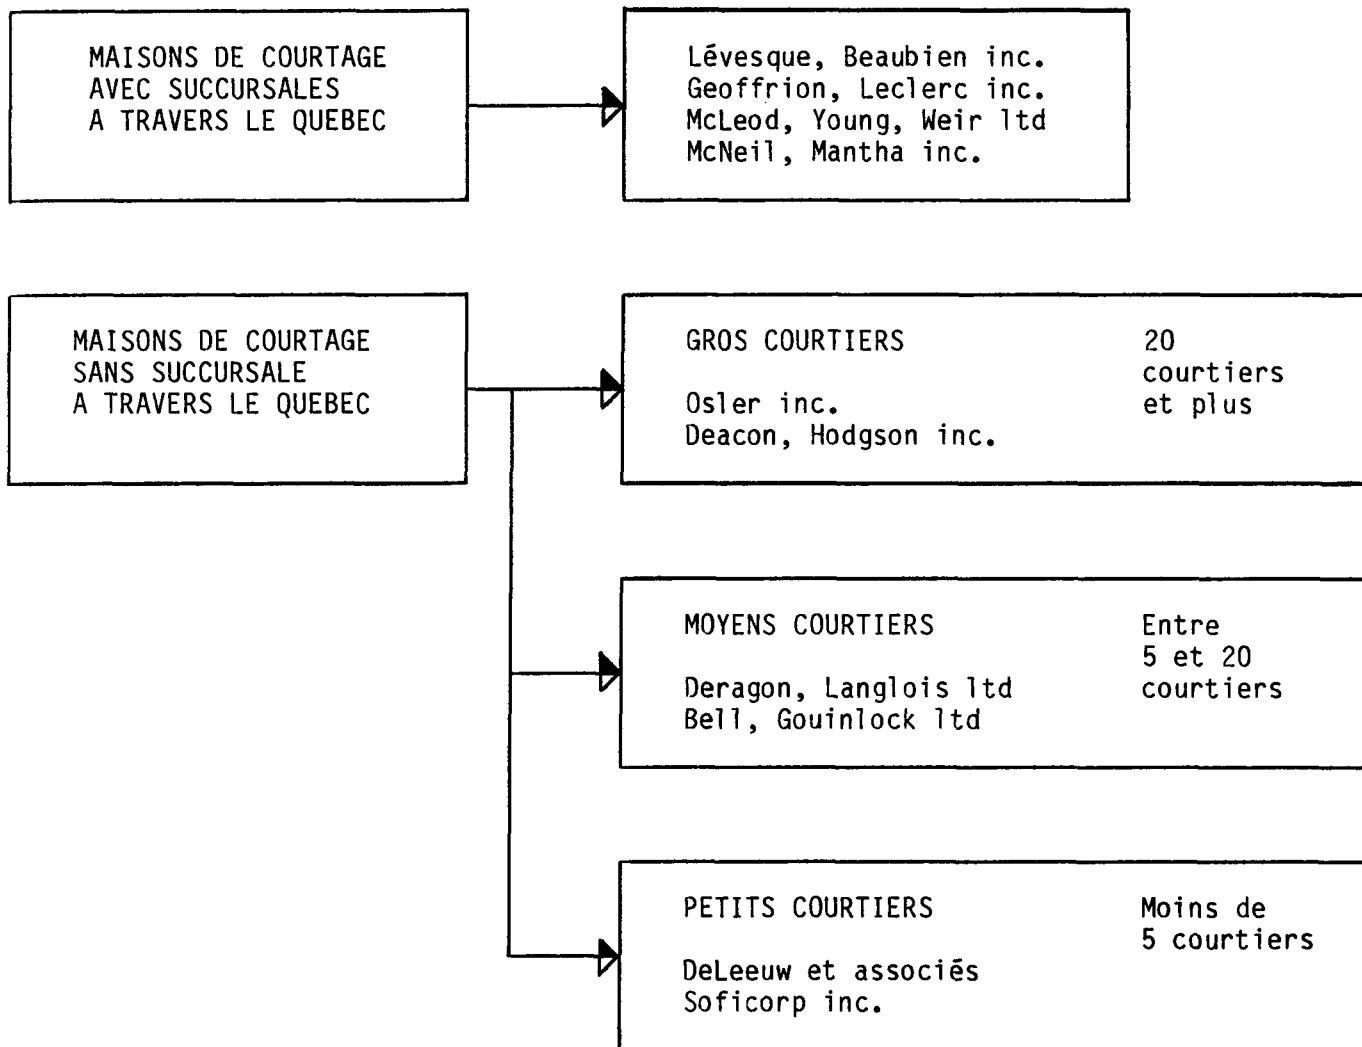 MAISONS DE COURTAGE
AVEC SUCCURSALES
A TRAVERS LE QUEBEC
Lévesque, Beaubien inc.
Geoffrion, Leclerc inc.
McLeod, Young, Weir ltd
McNeil, Mantha inc.
MAISONS DE COURTAGE
SANS SUCCURSALE
A TRAVERS LE QUEBEC
GROS COURTIERS
Osler inc.
Deacon, Hodgson inc.
20
courtiers
et plus
MOYENS COURTIERS
Deragon, Langlois ltd
Bell, Gouinlock ltd
Entre
5 et 20
courtiers
PETITS COURTIERS
DeLeeuw et associés
Soficorp inc.
Moins de
5 courtiers